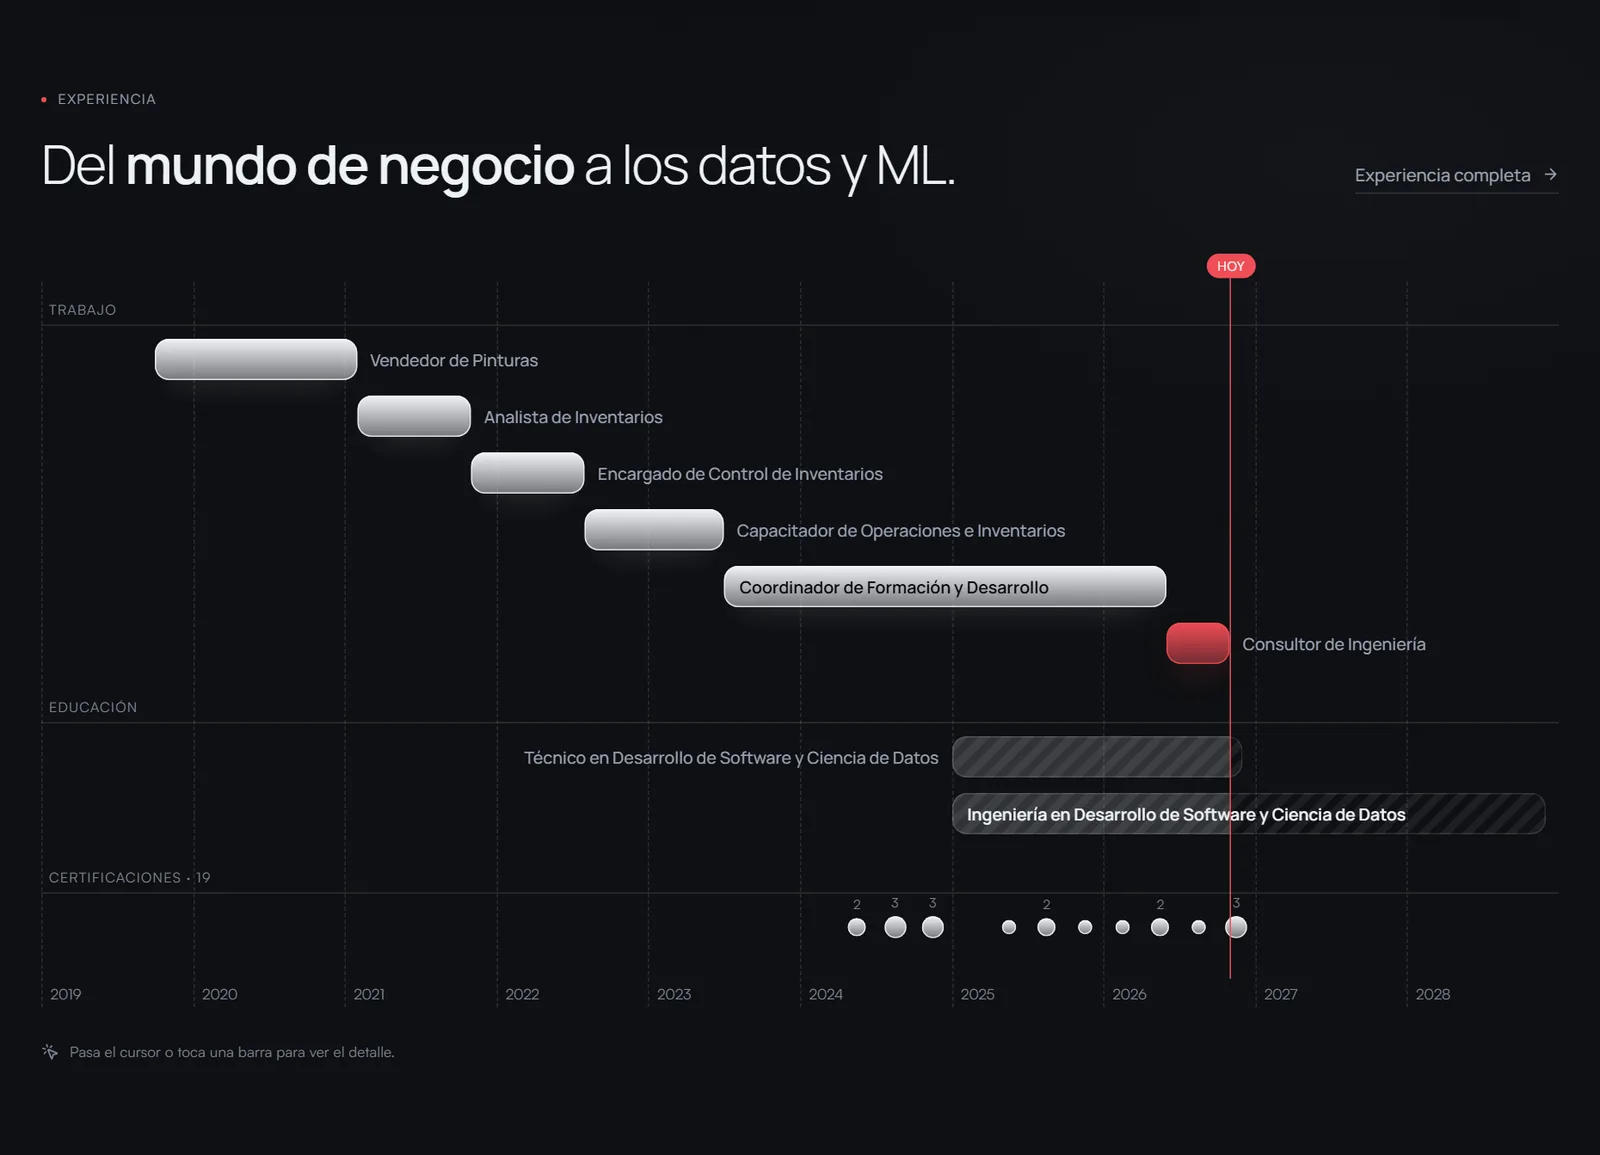 EXPERIENCIA
Del mundo de negocio a los datos y ML.
Experiencia completa →
HOY
TRABAJO
Vendedor de Pinturas
Analista de Inventarios
Encargado de Control de Inventarios
Capacitador de Operaciones e Inventarios
Coordinador de Formación y Desarrollo
Consultor de Ingeniería
EDUCACIÓN
Técnico en Desarrollo de Software y Ciencia de Datos
Ingeniería en Desarrollo de Software y Ciencia de Datos
CERTIFICACIONES · 19
2 3 3 2 2 3
2019 2020 2021 2022 2023 2024 2025 2026 2027 2028
Pasa el cursor o toca una barra para ver el detalle.